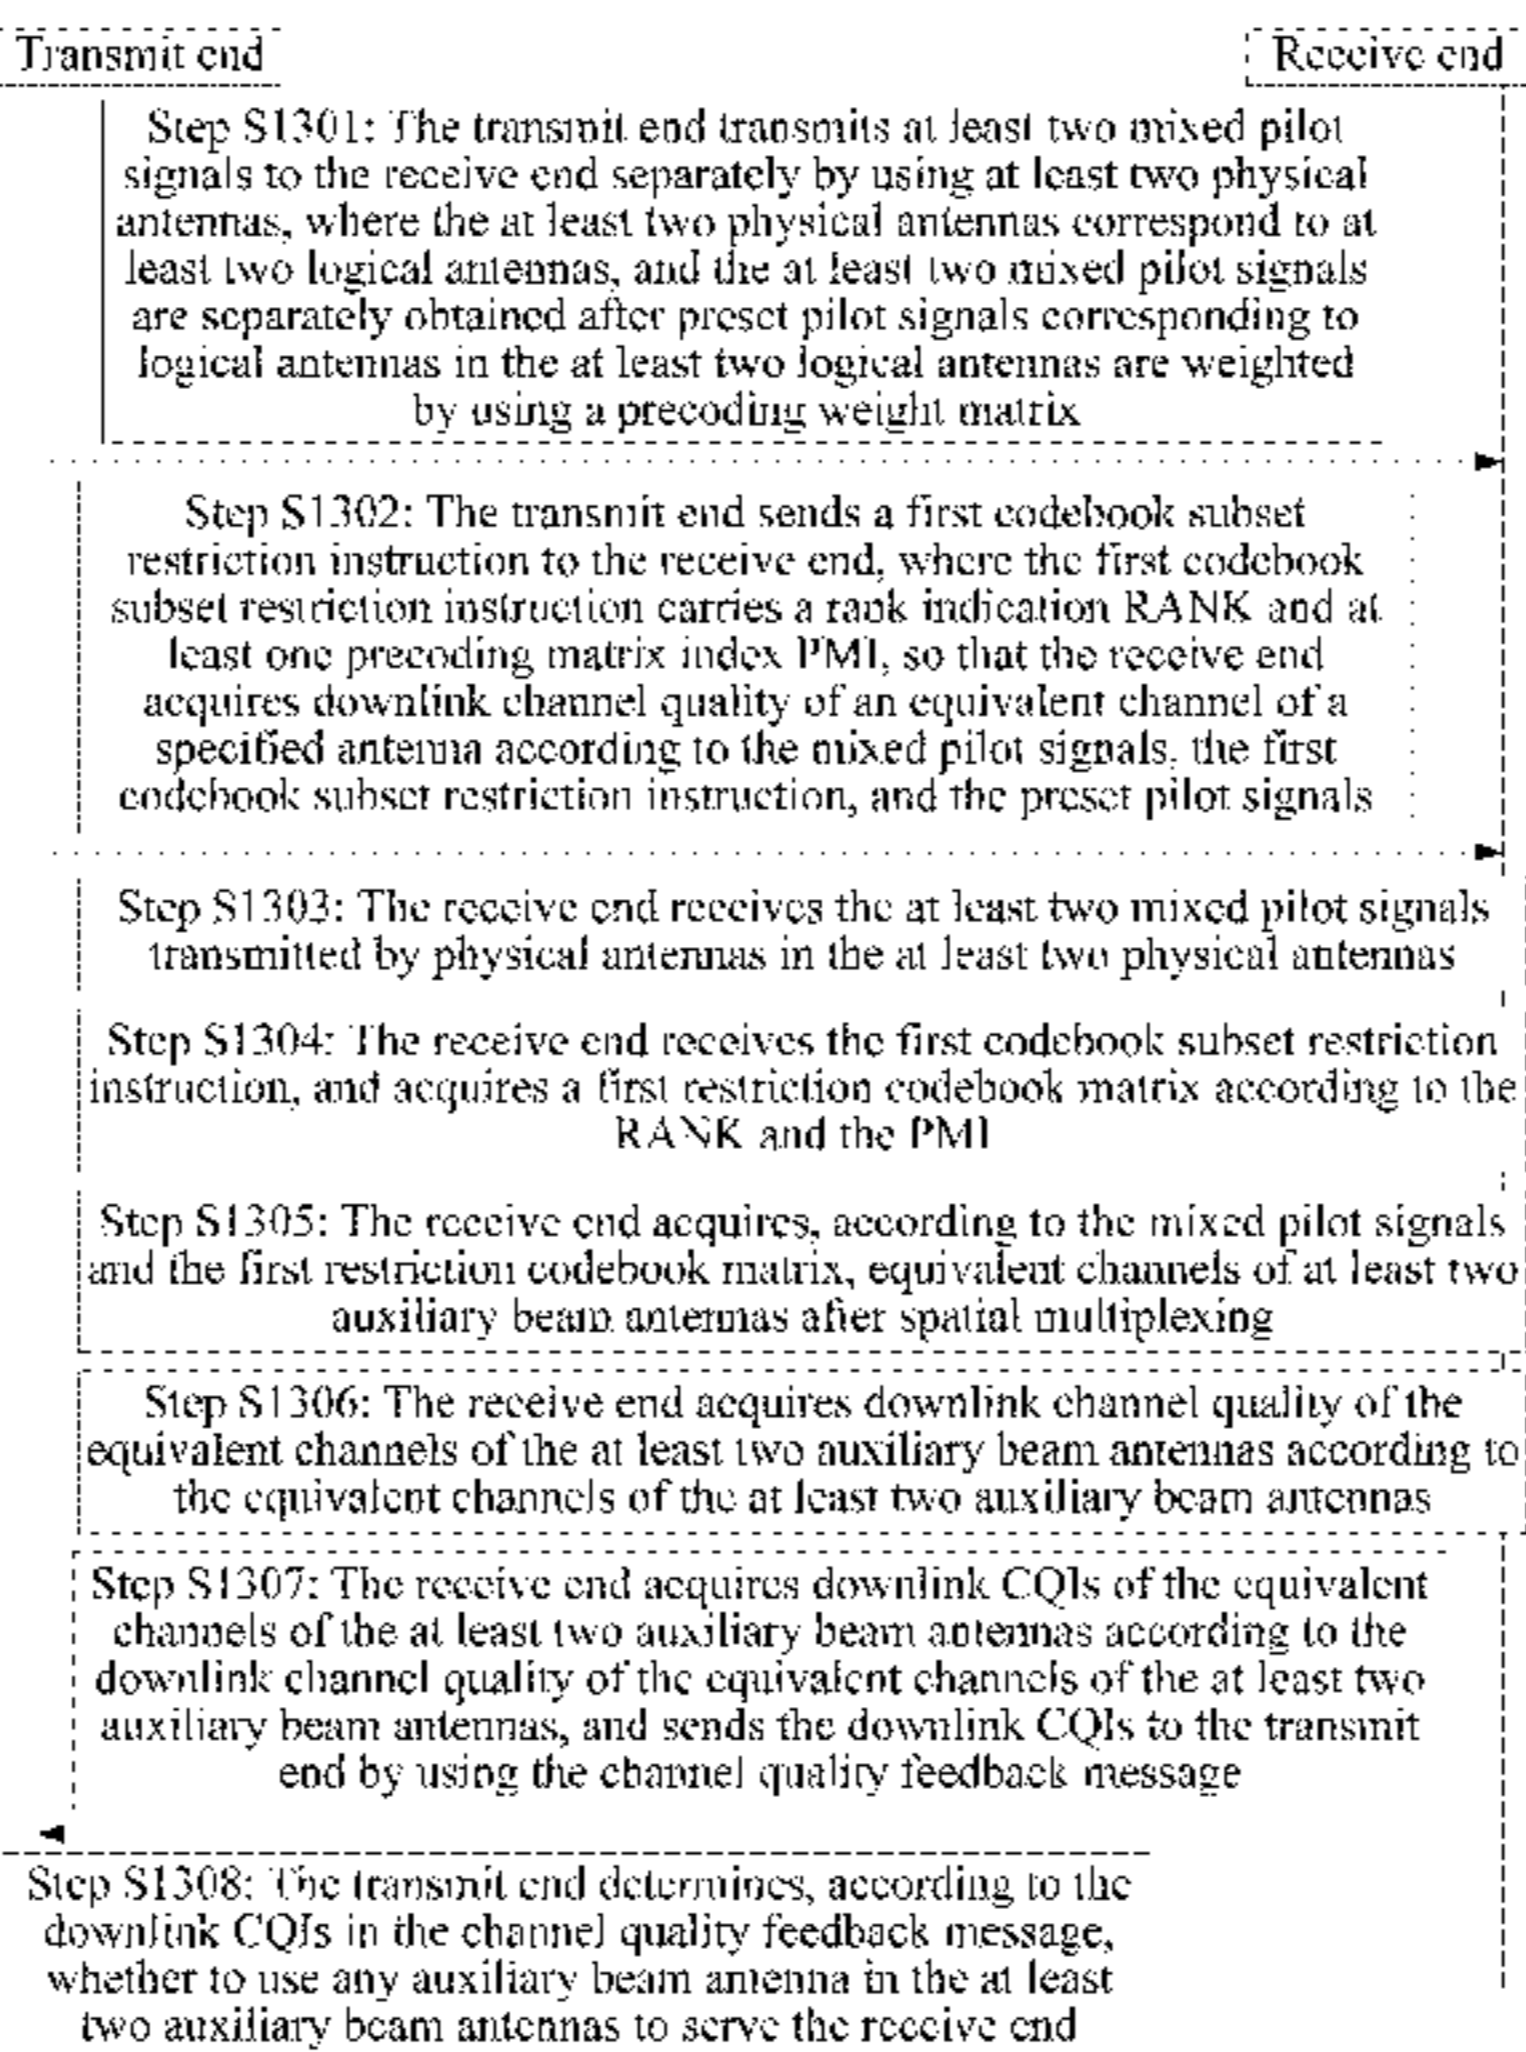 Transmit end
Receive end
Step S1301: The transmit end transmits at least two mixed pilot
signals to the receive end separately by using at least two physical
antennas, where the at least two physical antennas correspond to at
least two logical antennas, and the at least two mixed pilot signals
are separately obtained after preset pilot signals corresponding to
logical antennas in the at least two logical antennas are weighted
by using a precoding weight matrix
Step S1302: The transmit end sends a first codebook subset
restriction instruction to the receive end, where the first codebook
subset restriction instruction carries a rank indication RANK and at
least one precoding matrix index PMI, so that the receive end
acquires downlink channel quality of an equivalent channel of a
specified antenna according to the mixed pilot signals, the first
codebook subset restriction instruction, and the preset pilot signals
Step S1303: The receive end receives the at least two mixed pilot signals
transmitted by physical antennas in the at least two physical antennas
Step S1304: The receive end receives the first codebook subset restriction
instruction, and acquires a first restriction codebook matrix according to the
RANK and the PMI
Step S1305: The receive end acquires, according to the mixed pilot signals
and the first restriction codebook matrix, equivalent channels of at least two
auxiliary beam antennas after spatial multiplexing
Step S1306: The receive end acquires downlink channel quality of the
equivalent channels of the at least two auxiliary beam antennas according to
the equivalent channels of the at least two auxiliary beam antennas
Step S1307: The receive end acquires downlink CQIs of the equivalent
channels of the at least two auxiliary beam antennas according to the
downlink channel quality of the equivalent channels of the at least two
auxiliary beam antennas, and sends the downlink CQIs to the transmit
end by using the channel quality feedback message
Step S1308: The transmit end determines, according to the
downlink CQIs in the channel quality feedback message,
whether to use any auxiliary beam antenna in the at least
two auxiliary beam antennas to serve the receive end